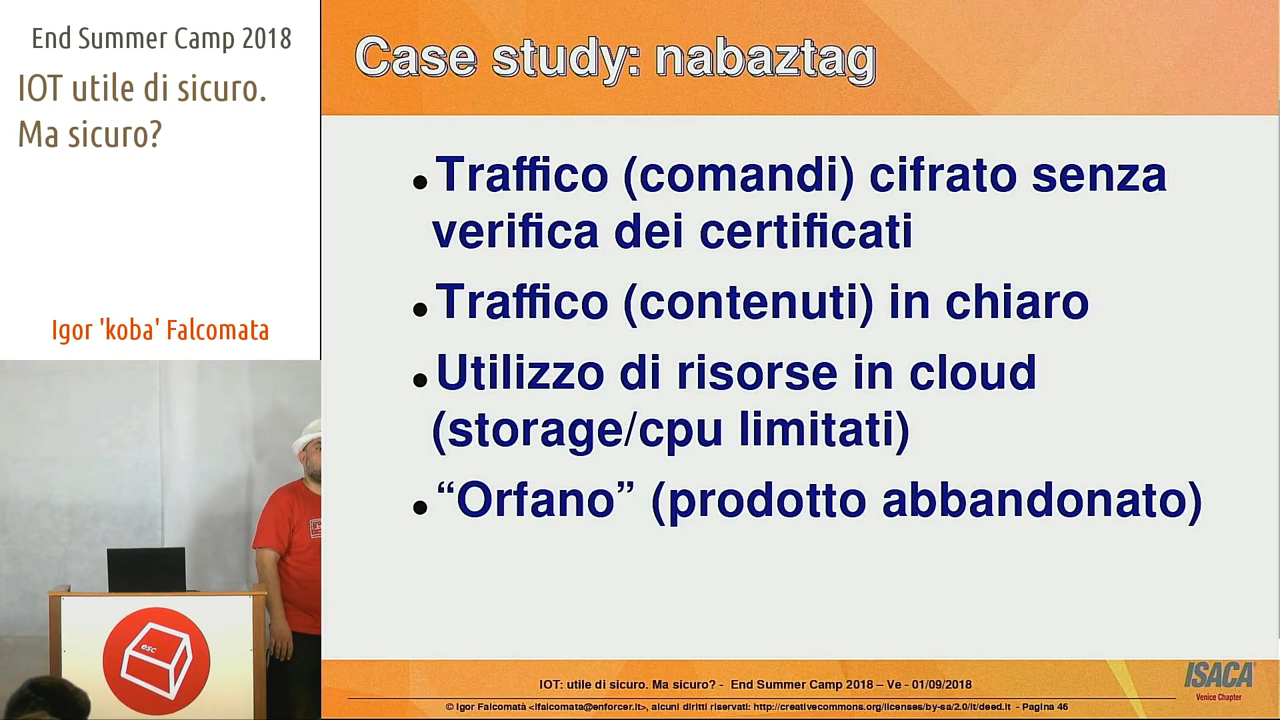 End Summer Camp 2018
IOT utile di sicuro.
Ma sicuro?
Igor 'koba' Falcomata
esc
Case study: nabaztag
Traffico (comandi) cifrato senza
verifica dei certificati
Traffico (contenuti) in chiaro
Utilizzo di risorse in cloud
(storage/cpu limitati)
“Orfano” (prodotto abbandonato)
IOT: utile di sicuro. Ma sicuro? - End Summer Camp 2018 – Ve - 01/09/2018
© Igor Falcomatà <ifalcomata@enforcer.it>, alcuni diritti riservati: http://creativecommons.org/licenses/by-sa/2.0/it/deed.it - Pagina 46
ISACA
Venice Chapter